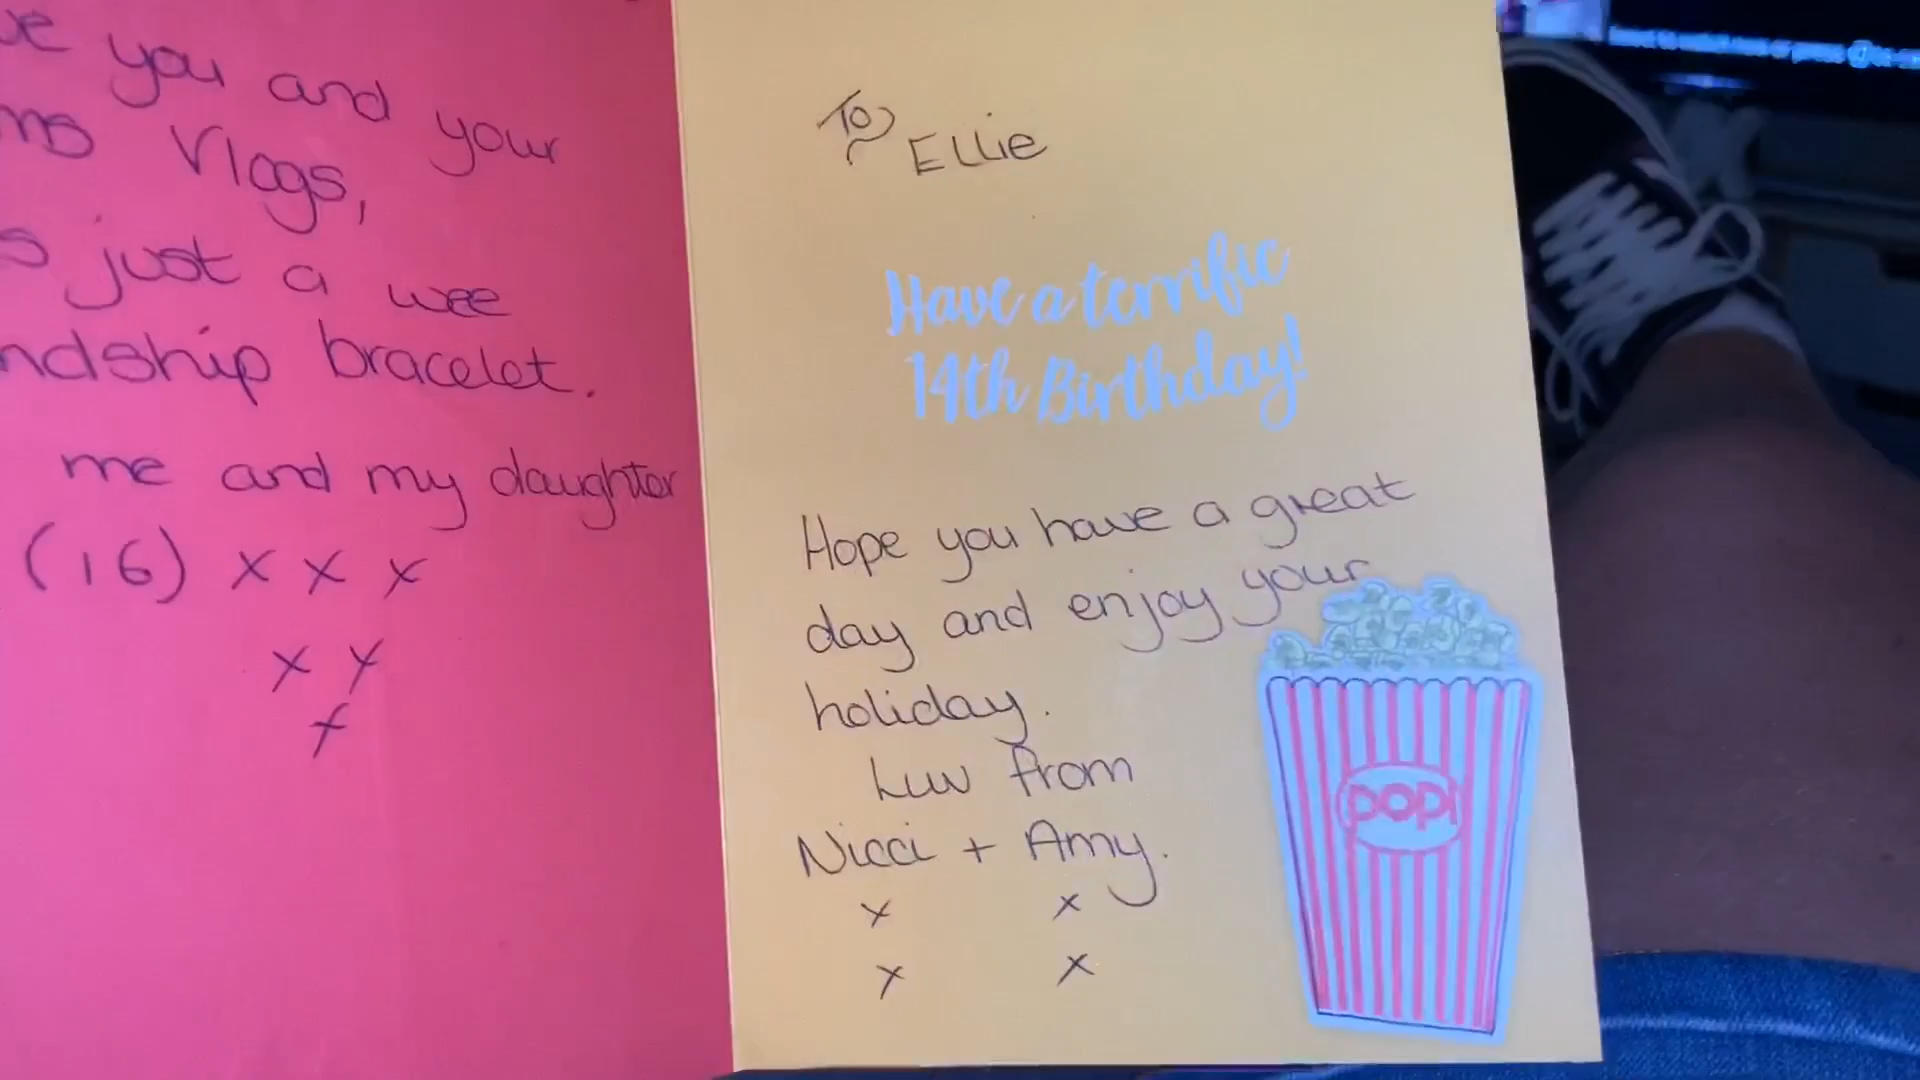 you and your
Vlogs,
just a wee
bracelet.
me and my daughter
(16) x x x
x x
x
To
Ellie
Have a terrific
14th Birthday!
Hope you have a great
day and enjoy your
holiday.
Luv from
Nicci + Amy.
x x
x x
POP!